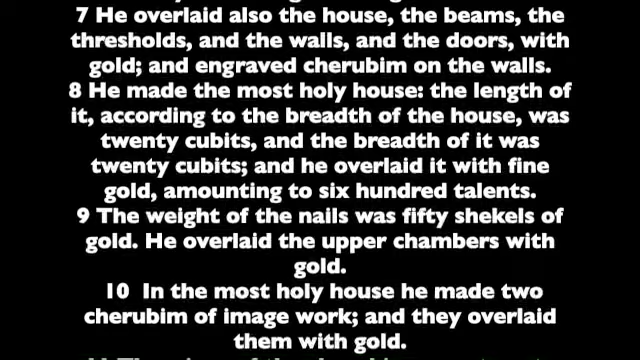 7 He overlaid also the house, the beams, the
thresholds, and the walls, and the doors, with
gold; and engraved cherubim on the walls.
8 He made the most holy house: the length of
it, according to the breadth of the house, was
twenty cubits, and the breadth of it was
twenty cubits; and he overlaid it with fine
gold, amounting to six hundred talents.
9 The weight of the nails was fifty shekels of
gold. He overlaid the upper chambers with
gold.
10 In the most holy house he made two
cherubim of image work; and they overlaid
them with gold.